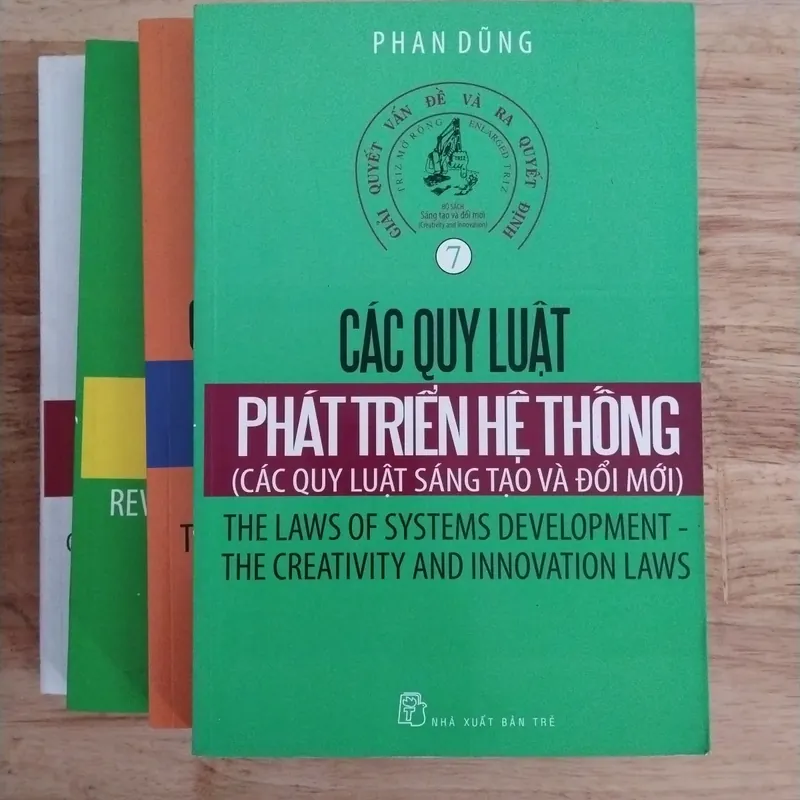 PHAN DŨNG
GIẢI QUYẾT VẤN ĐỀ VÀ RA QUYẾT ĐỊNH
TRIZ MỞ RỘNG
ENLARGED TRIZ
TRIZ
BỘ SÁCH
Sáng tạo và đổi mới
(Creativity and Innovation)
7
CÁC QUY LUẬT
PHÁT TRIỂN HỆ THỐNG
(CÁC QUY LUẬT SÁNG TẠO VÀ ĐỔI MỚI)
THE LAWS OF SYSTEMS DEVELOPMENT -
THE CREATIVITY AND INNOVATION LAWS
NHÀ XUẤT BẢN TRẺ
REV
T